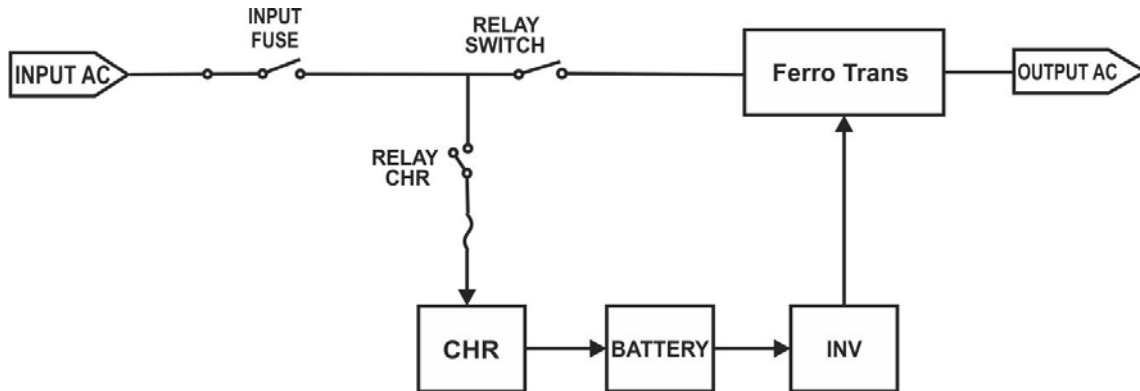 INPUT
FUSE
RELAY
SWITCH
INPUT AC
Ferro Trans
OUTPUT AC
RELAY
CHR
CHR
BATTERY
INV